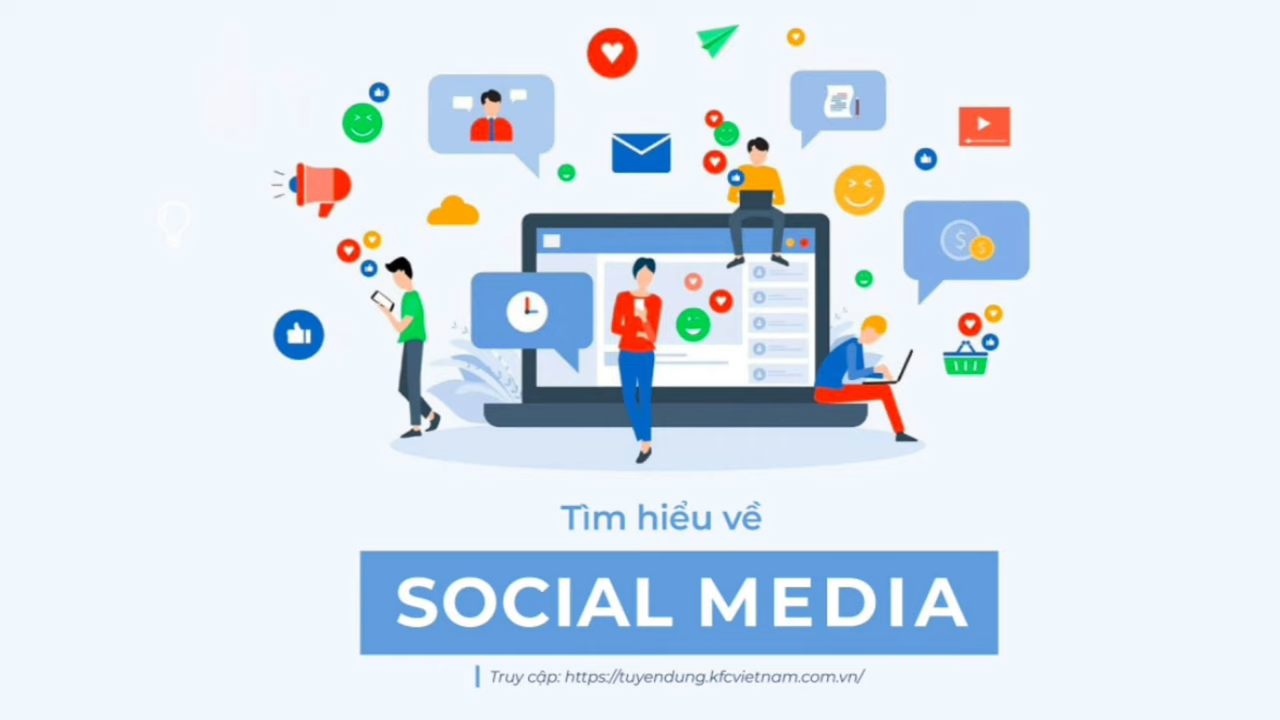 Tìm hiểu về
SOCIAL MEDIA
Truy cập: https://tuyendung.kfcvietnam.com.vn/